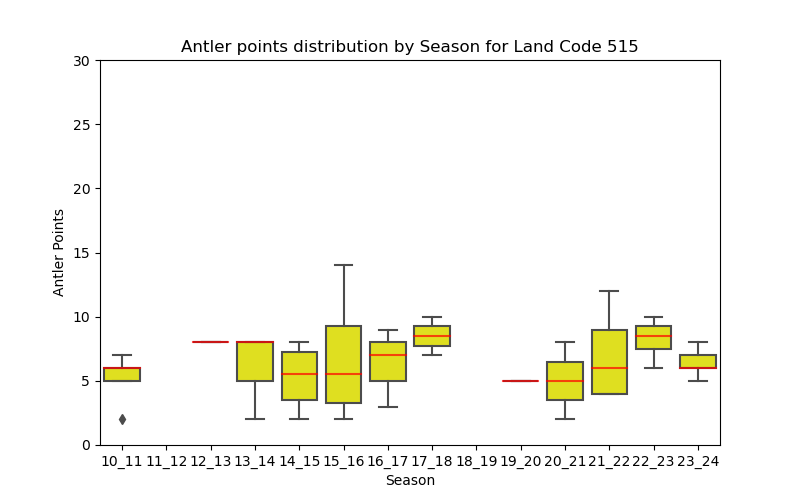 Antler points distribution by Season for Land Code 515
30
25
20
15
10
5
0
Antler Points
10_11 11_12 12_13 13_14 14_15 15_16 16_17 17_18 18_19 19_20 20_21 21_22 22_23 23_24
Season